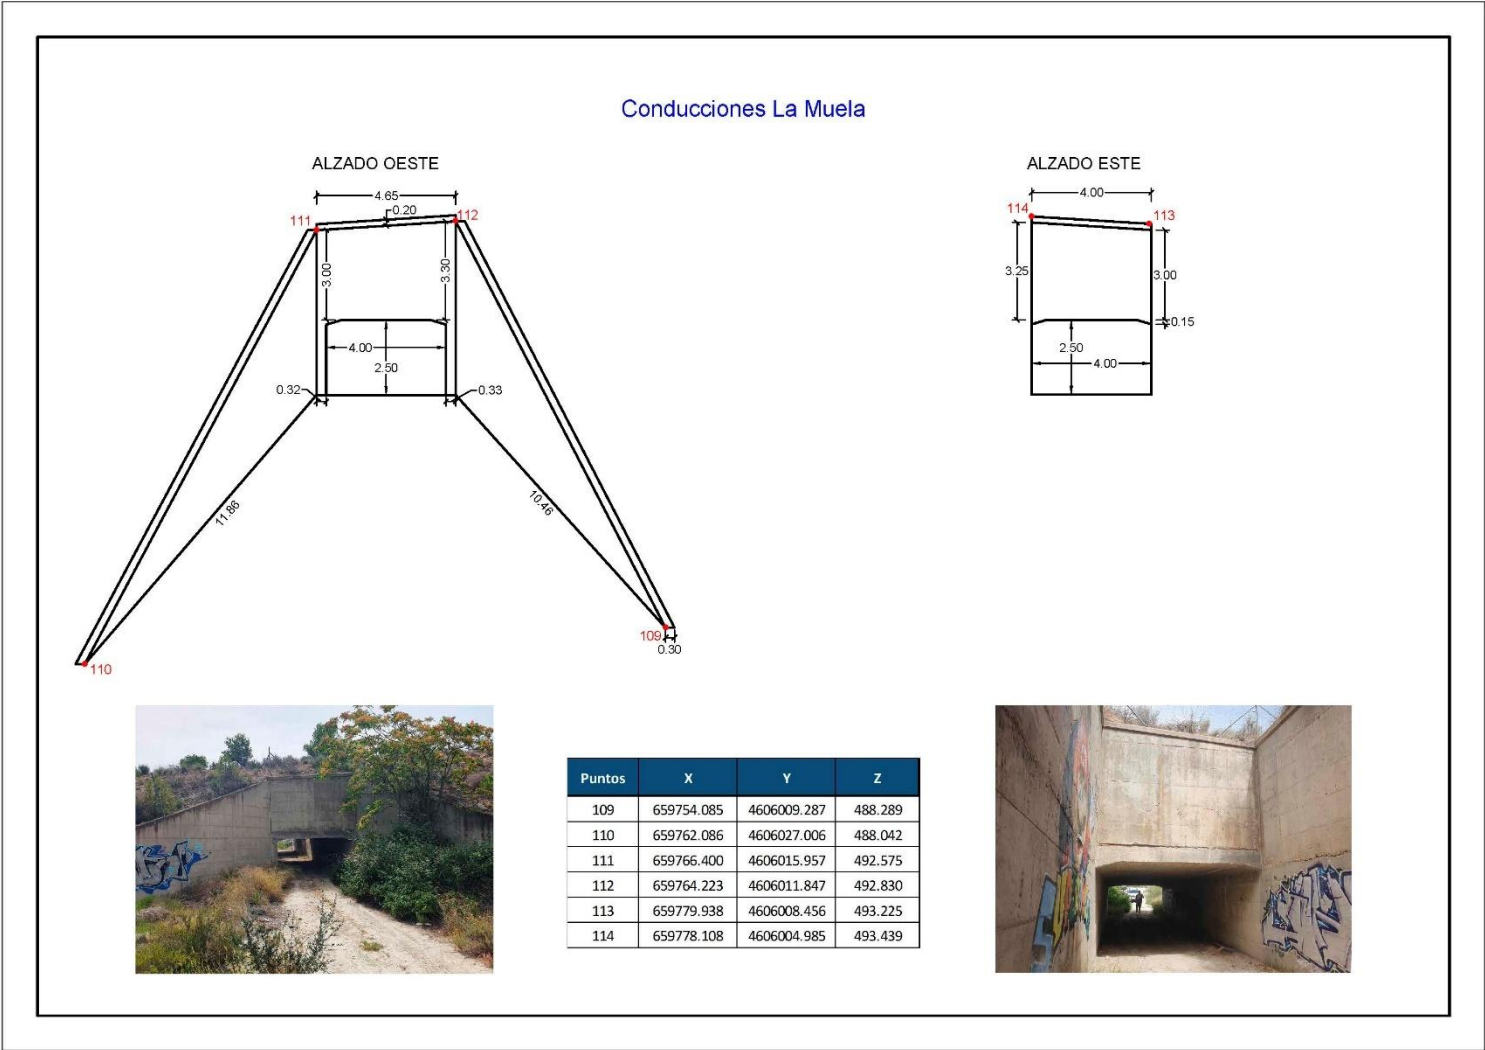 Conducciones La Muela
ALZADO OESTE
4.65
0.20
111
112
3.00
3.30
4.00
2.50
0.32
0.33
11.86
10.46
109
0.30
110
ALZADO ESTE
4.00
114
113
3.25
3.00
0.15
2.50
4.00
Puntos X Y Z
109 659754.085 4606009.287 488.289
110 659762.086 4606027.006 488.042
111 659766.400 4606015.957 492.575
112 659764.223 4606011.847 492.830
113 659779.938 4606008.456 493.225
114 659778.108 4606004.985 493.439